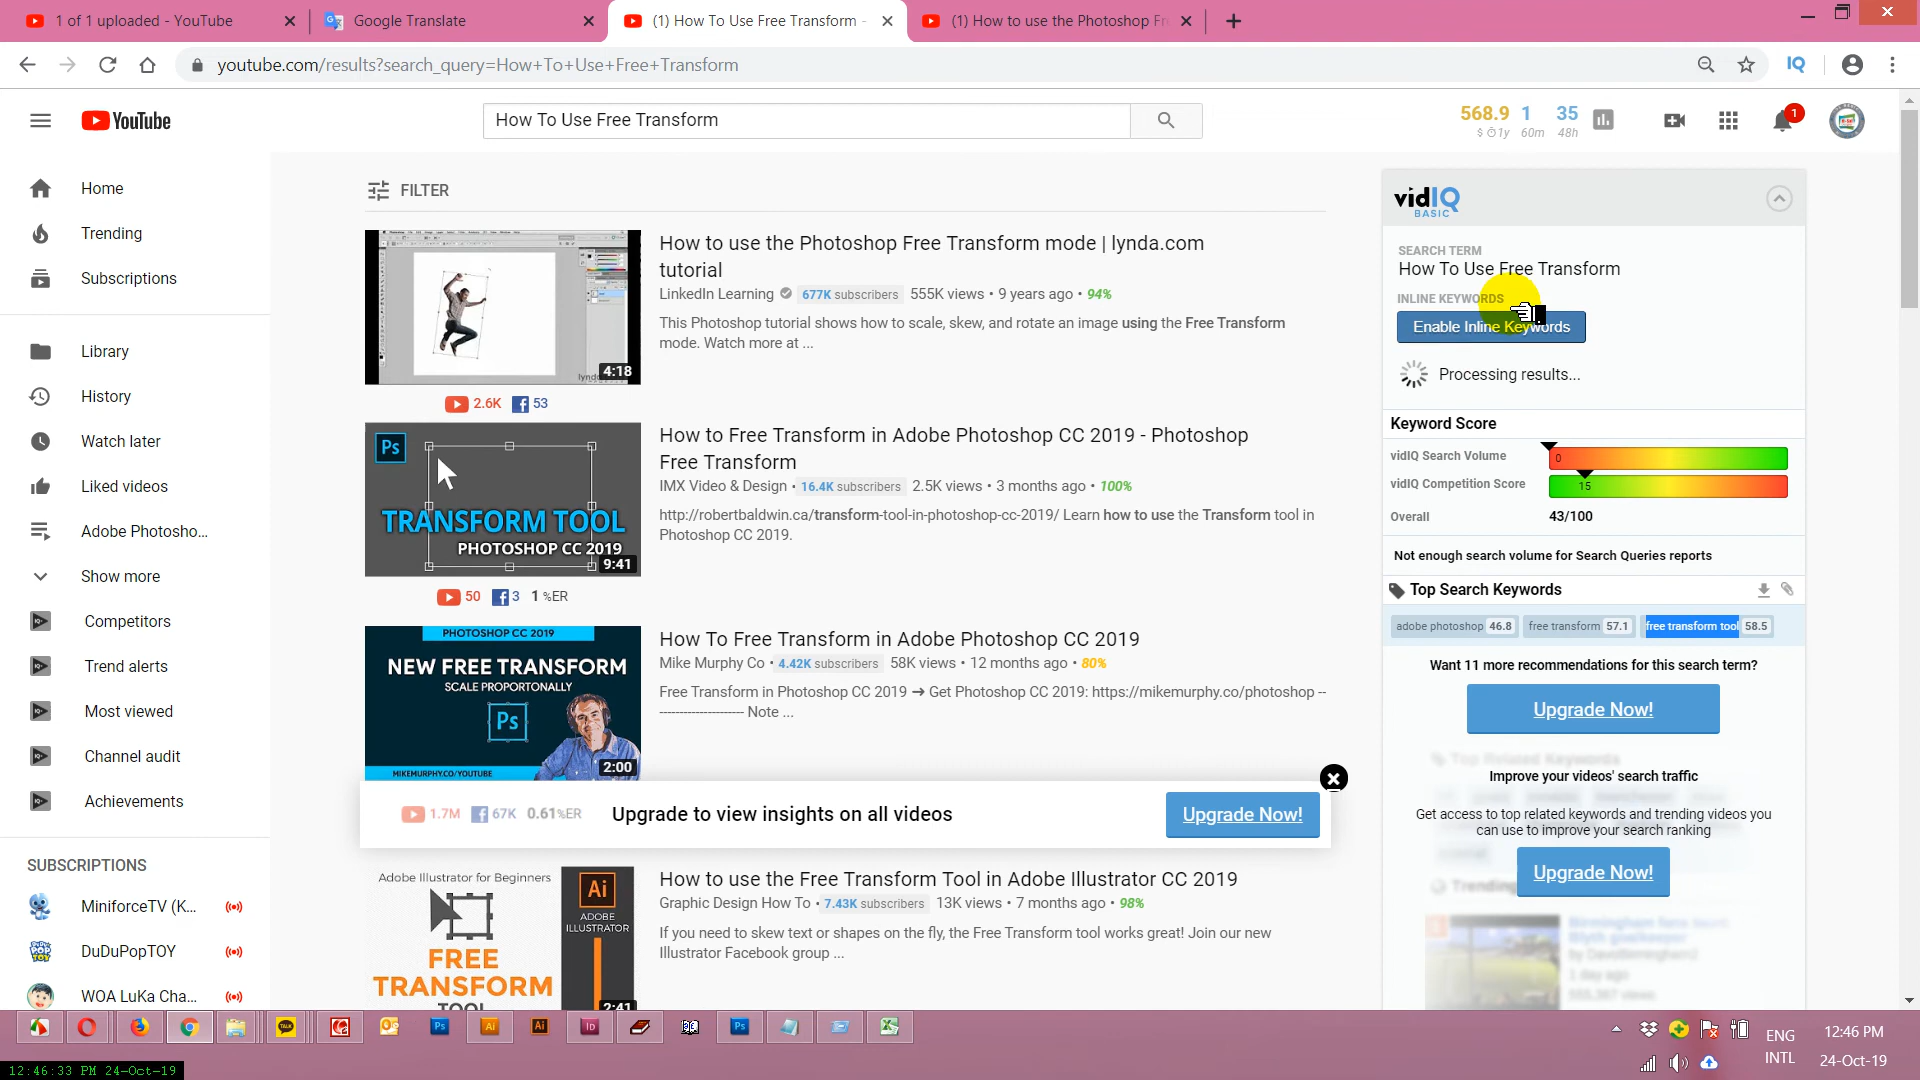 1 of 1 uploaded - YouTube
Google Translate
(1) How To Use Free Transform -
(1) How to use the Photoshop Fr
youtube.com/results?search_query=How+To+Use+Free+Transform
IQ
YouTube
How To Use Free Transform
568.9 1 35
$ 1y 60m 48h
1
Home
Trending
Subscriptions
Library
History
Watch later
Liked videos
Adobe Photosho...
Show more
Competitors
Trend alerts
Most viewed
Channel audit
Achievements
SUBSCRIPTIONS
MiniforceTV (K...
DuDuPopTOY
WOA LuKa Cha...
FILTER
4:18
How to use the Photoshop Free Transform mode | lynda.com
tutorial
LinkedIn Learning 677K subscribers 555K views • 9 years ago • 94%
This Photoshop tutorial shows how to scale, skew, and rotate an image using the Free Transform
mode. Watch more at ...
2.6K 53
Ps
TRANSFORM TOOL
PHOTOSHOP CC 2019
9:41
How to Free Transform in Adobe Photoshop CC 2019 - Photoshop
Free Transform
IMX Video & Design • 16.4K subscribers 2.5K views • 3 months ago • 100%
http://robertbaldwin.ca/transform-tool-in-photoshop-cc-2019/ Learn how to use the Transform tool in
Photoshop CC 2019.
50 3 1 %ER
PHOTOSHOP CC 2019
NEW FREE TRANSFORM
SCALE PROPORTONALLY
Ps
MIKEMURPHY.CO/YOUTUBE
2:00
How To Free Transform in Adobe Photoshop CC 2019
Mike Murphy Co • 4.42K subscribers 58K views • 12 months ago • 80%
Free Transform in Photoshop CC 2019 ➔ Get Photoshop CC 2019: https://mikemurphy.co/photoshop --
--------------------- Note ...
1.7M 67K 0.61%ER Upgrade to view insights on all videos Upgrade Now!
Adobe Illustrator for Beginners
FREE
TRANSFORM
TOOL
Ai
ADOBE
ILLUSTRATOR
2:41
How to use the Free Transform Tool in Adobe Illustrator CC 2019
Graphic Design How To • 7.43K subscribers 13K views • 7 months ago • 98%
If you need to skew text or shapes on the fly, the Free Transform tool works great! Join our new
Illustrator Facebook group ...
vidIQ
BASIC
SEARCH TERM
How To Use Free Transform
INLINE KEYWORDS
Enable Inline Keywords
Processing results...
Keyword Score
vidIQ Search Volume 0
vidIQ Competition Score 15
Overall 43/100
Not enough search volume for Search Queries reports
Top Search Keywords
adobe photoshop 46.8 free transform 57.1 free transform tool 58.5
Want 11 more recommendations for this search term?
Upgrade Now!
Improve your videos' search traffic
Get access to top related keywords and trending videos you
can use to improve your search ranking
Upgrade Now!
TALK
Ps
Ai
Ai
Id
Ps
ENG
INTL
12:46 PM
24-Oct-19
12:46:33 PM 24-Oct-19